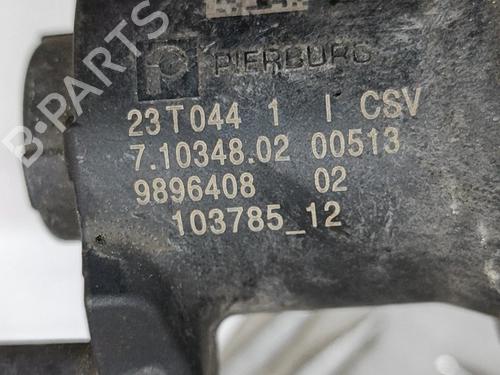 PIERBURG
23T044 1 I CSV
7.10348.02 00513
9896408 02
103785_12
B-PARTS